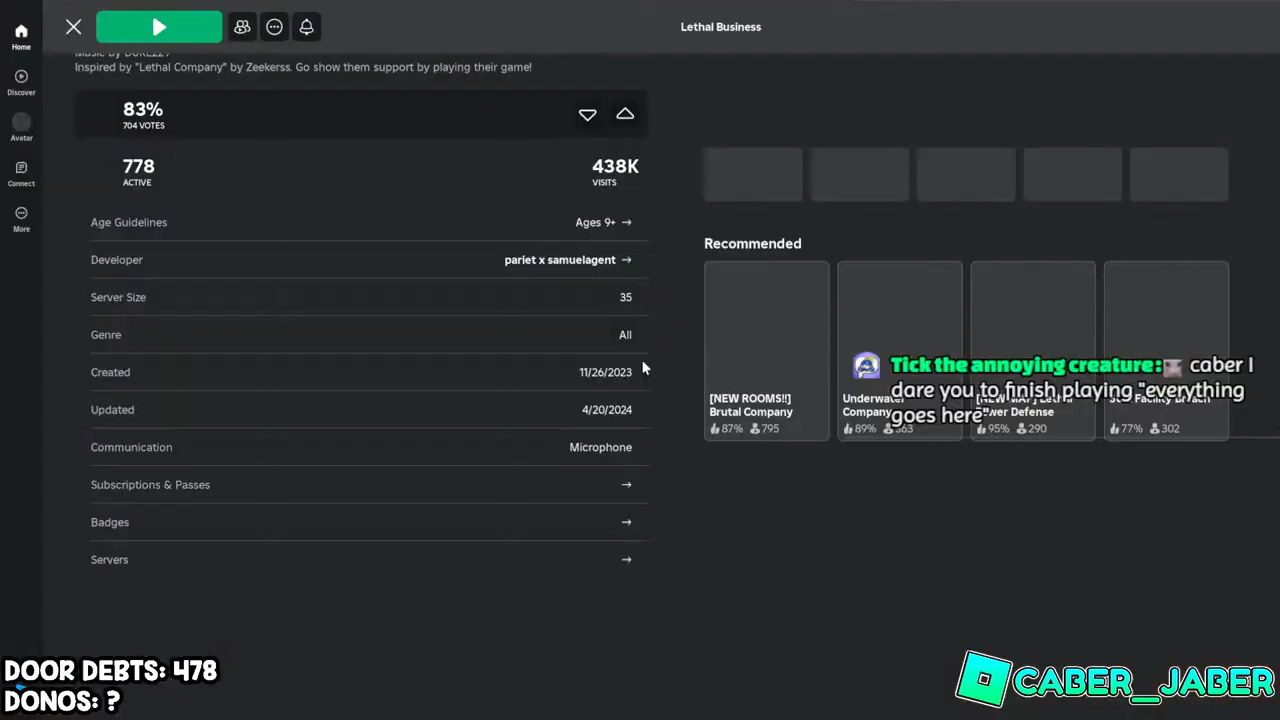 Lethal Business
Home
Discover
Avatar
Connect
More
Inspired by "Lethal Company" by Zeekerss. Go show them support by playing their game!
83%
704 VOTES
778
ACTIVE
438K
VISITS
Age Guidelines
Ages 9+ →
Developer
pariet x samuelagent →
Server Size
35
Genre
All
Created
11/26/2023
Updated
4/20/2024
Communication
Microphone
Subscriptions & Passes →
Badges →
Servers →
Recommended
[NEW ROOMS!!]
Brutal Company
87% 795
Underwater
Company
89%
95% 290
77% 302
Tick the annoying creature: caber I
dare you to finish playing "everything
goes here"
DOOR DEBTS: 478
DONOS: ?
CABER_JABER